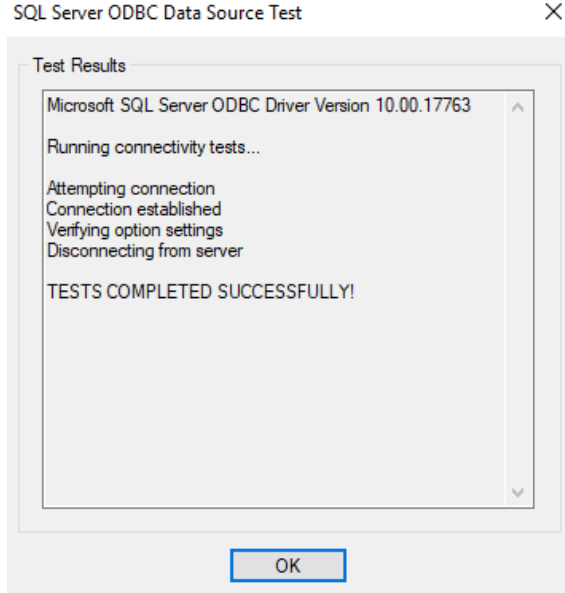 SQL Server ODBC Data Source Test
Test Results
Microsoft SQL Server ODBC Driver Version 10.00.17763
Running connectivity tests...
Attempting connection
Connection established
Verifying option settings
Disconnecting from server
TESTS COMPLETED SUCCESSFULLY!
OK